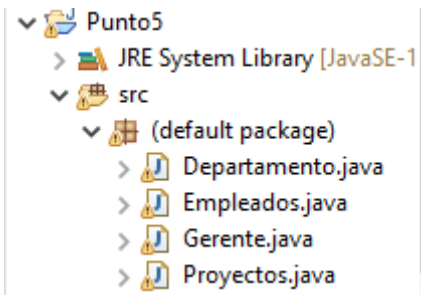 Punto5
JRE System Library [JavaSE-1
src
(default package)
Departamento.java
Empleados.java
Gerente.java
Proyectos.java